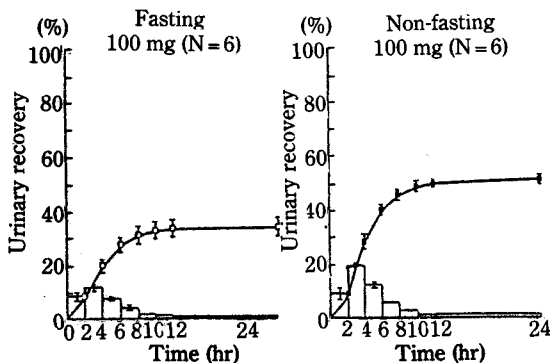 Fasting
100 mg (N=6)
(%)
100
80
60
40
20
0
Urinary recovery
0 2 4 6 8 10 12 24
Time (hr)
Non-fasting
100 mg (N=6)
(%)
100
80
60
40
20
0
Urinary recovery
2 4 6 8 10 12 24
Time (hr)